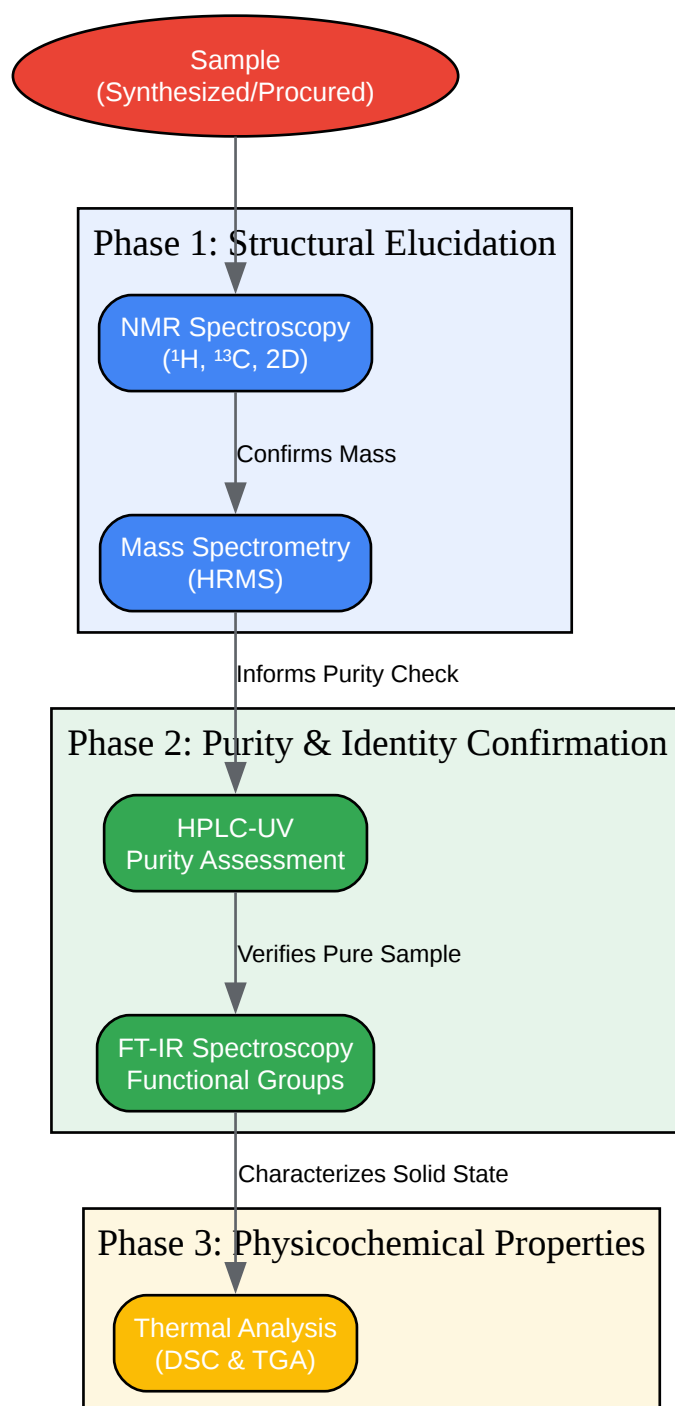 Sample
(Synthesized/Procured)
Phase 1: Structural Elucidation
NMR Spectroscopy
(¹H, ¹³C, 2D)
Confirms Mass
Mass Spectrometry
(HRMS)
Informs Purity Check
Phase 2: Purity & Identity Confirmation
HPLC-UV
Purity Assessment
Verifies Pure Sample
FT-IR Spectroscopy
Functional Groups
Characterizes Solid State
Phase 3: Physicochemical Properties
Thermal Analysis
(DSC & TGA)